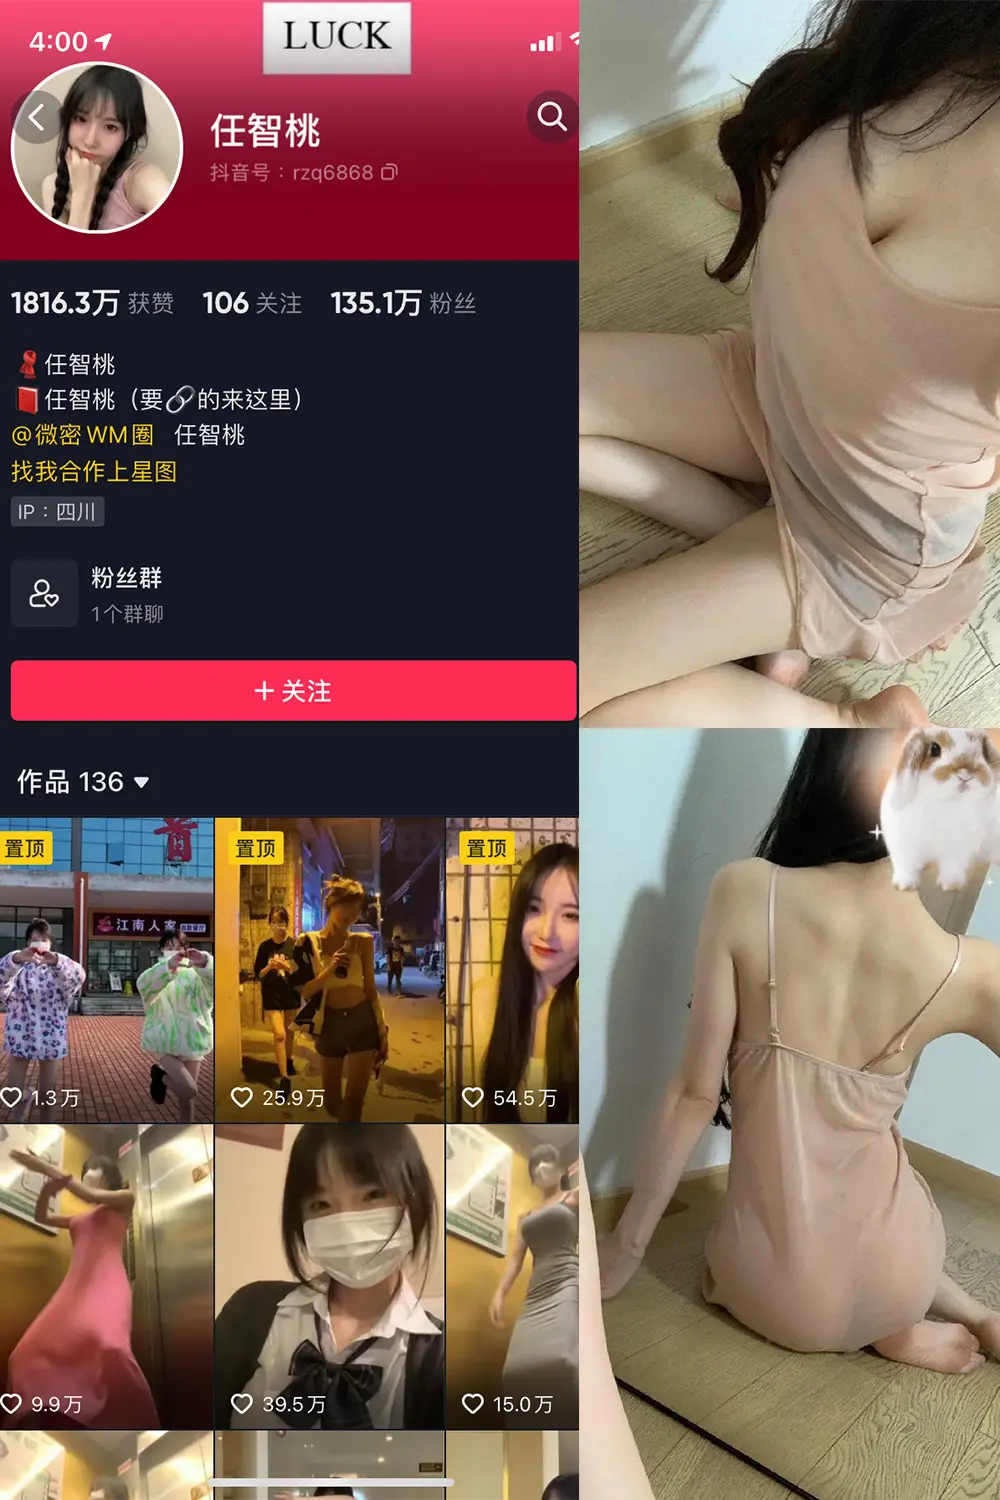 4:00
LUCK
任智桃
抖音号：rzq6868
1816.3万 获赞 106 关注 135.1万 粉丝
任智桃
任智桃（要🔗的来这里）
@微密WM圈 任智桃
找我合作上星图
IP：四川
粉丝群
1个群聊
+ 关注
作品 136
置顶 置顶 置顶
江南人家
1.3万 25.9万 54.5万
9.9万 39.5万 15.0万